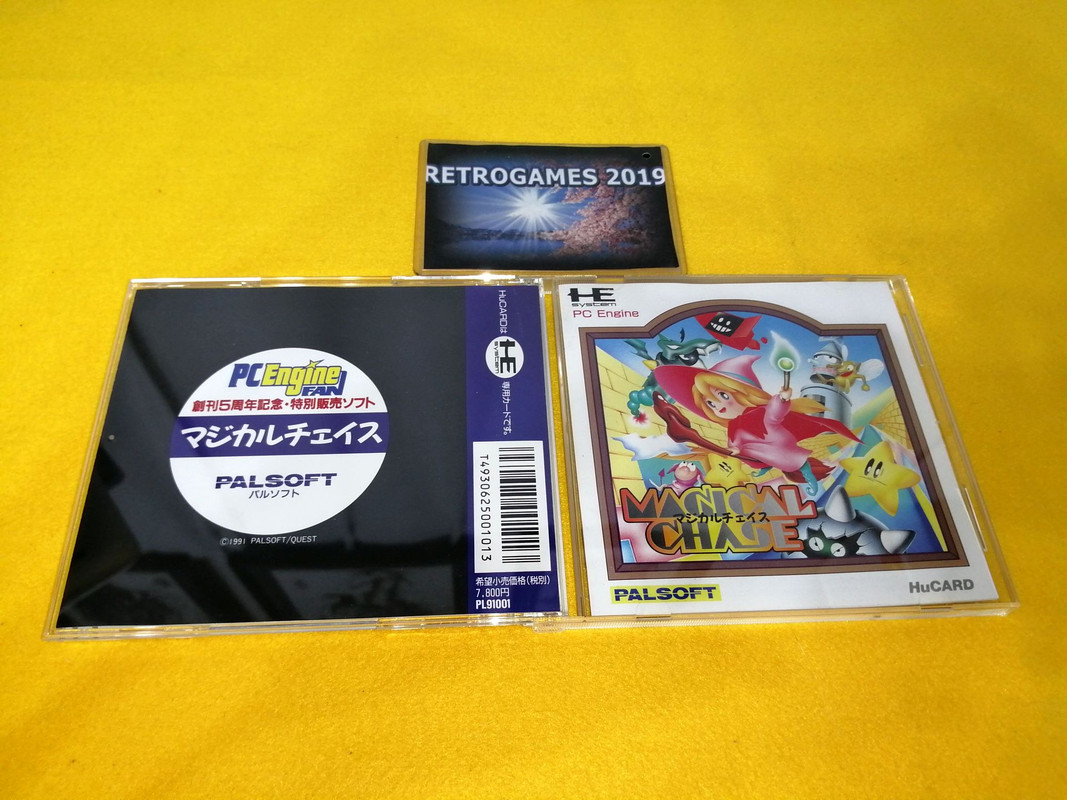 RETROGAMES 2019
PC Engine
FAN
創刊5周年記念・特別販売ソフト
マジカルチェイス
PALSOFT
パルソフト
©1991 PALSOFT/QUEST
HuCARDは
HE
system
専用カードです。
T4930625001013
希望小売価格(税別)
7,800円
PL91001
HE
system
PC Engine
MAGICAL
マジカルチェイス
CHASE
PALSOFT
HuCARD